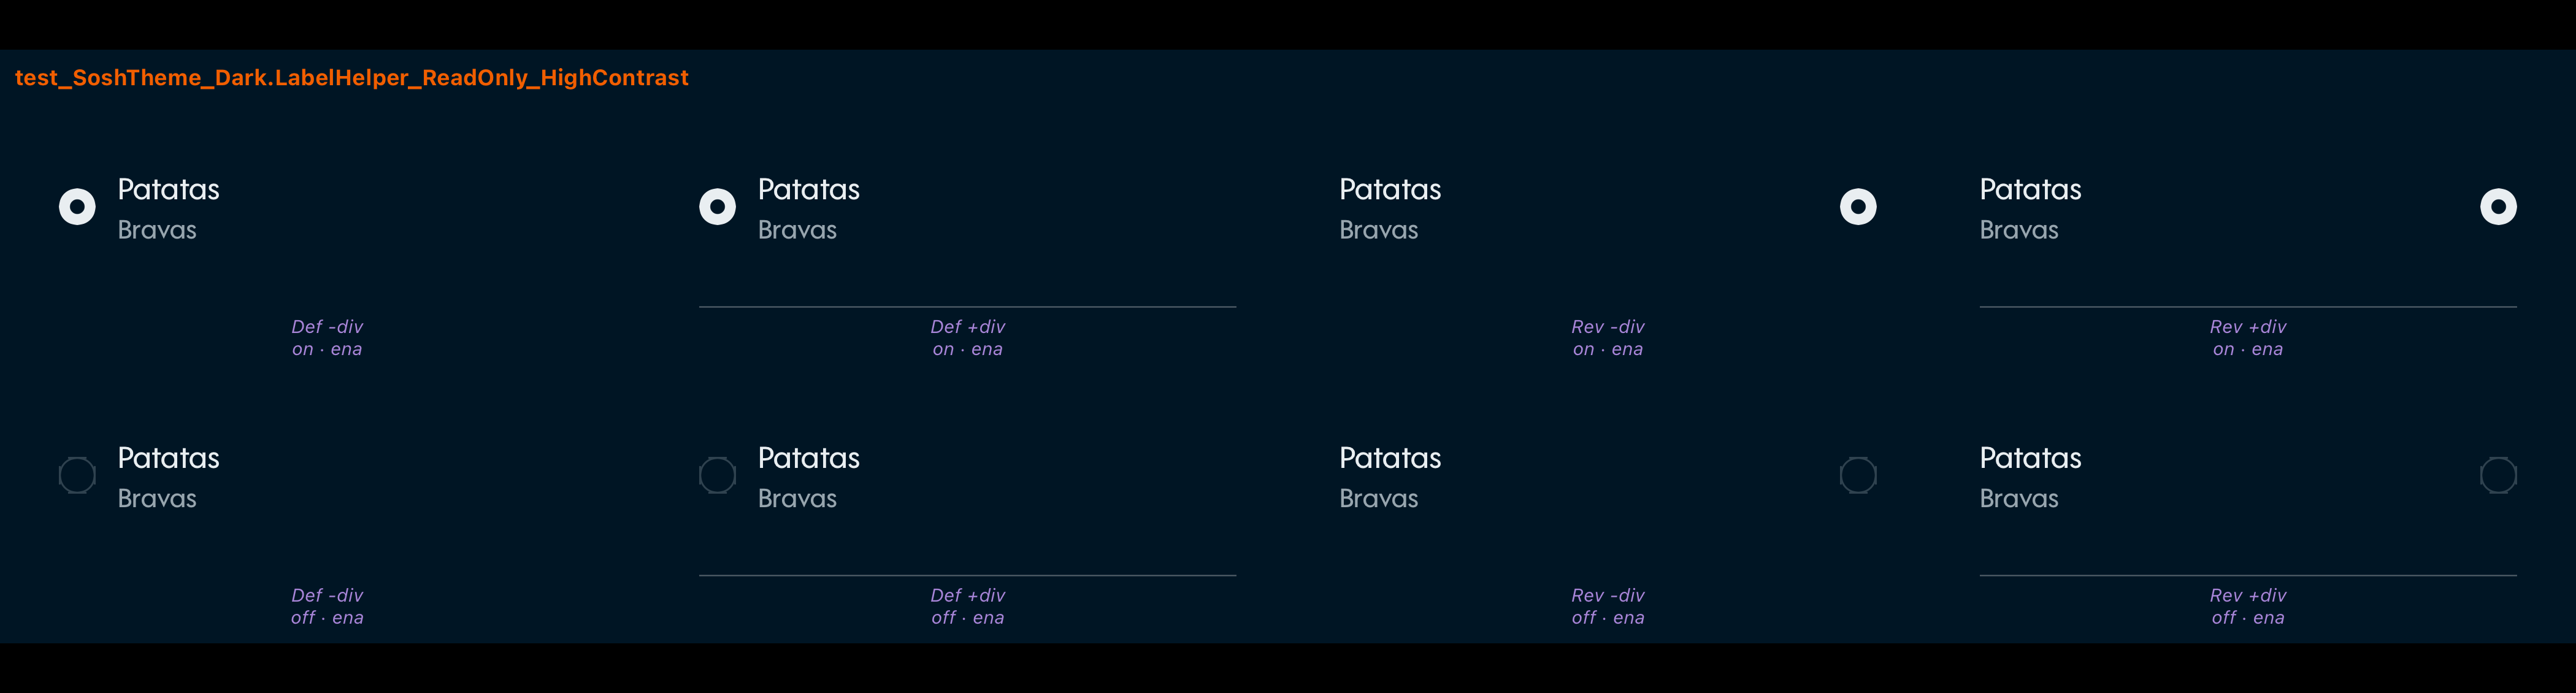 test_SoshTheme_Dark.LabelHelper_ReadOnly_HighContrast
Patatas
Bravas
Def -div
on · ena
Patatas
Bravas
Def +div
on · ena
Patatas
Bravas
Rev -div
on · ena
Patatas
Bravas
Rev +div
on · ena
Patatas
Bravas
Def -div
off · ena
Patatas
Bravas
Def +div
off · ena
Patatas
Bravas
Rev -div
off · ena
Patatas
Bravas
Rev +div
off · ena